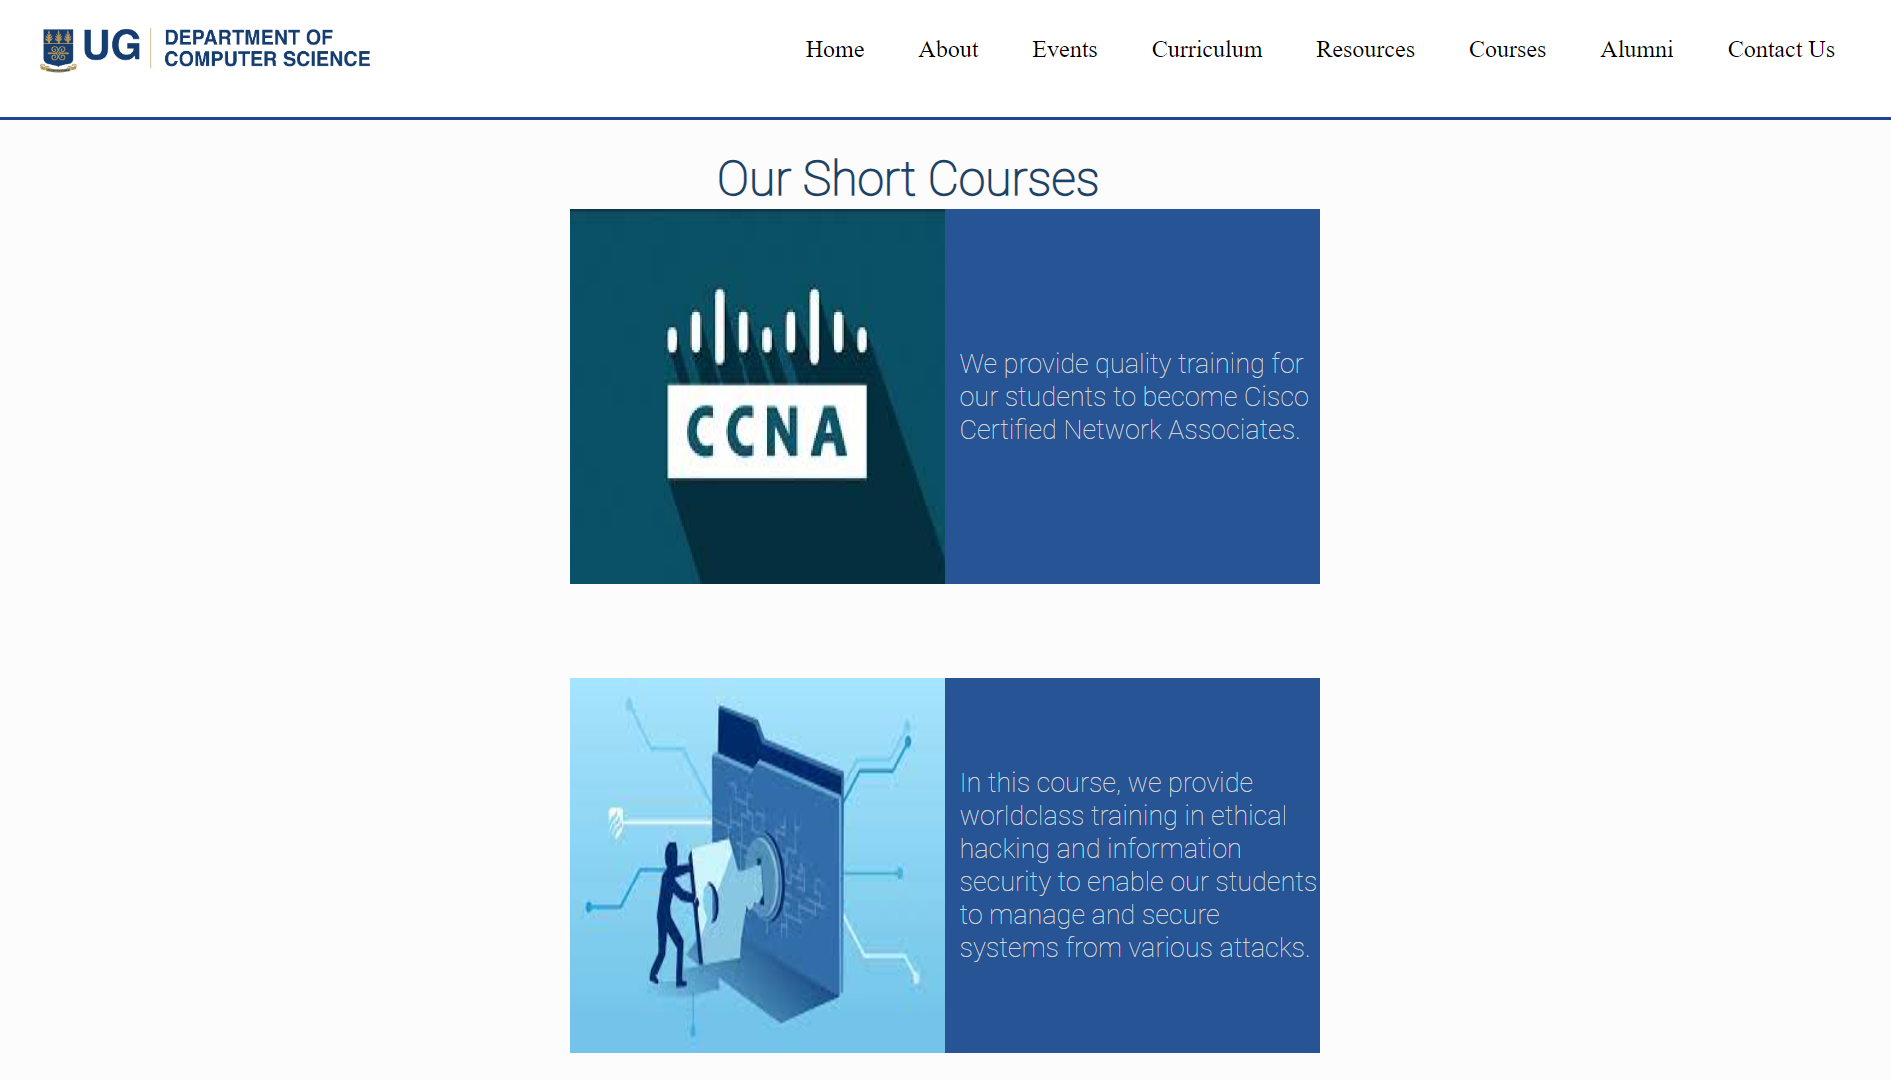 UG
DEPARTMENT OF
COMPUTER SCIENCE
Home About Events Curriculum Resources Courses Alumni Contact Us
Our Short Courses
CCNA
We provide quality training for
our students to become Cisco
Certified Network Associates.
In this course, we provide
worldclass training in ethical
hacking and information
security to enable our students
to manage and secure
systems from various attacks.